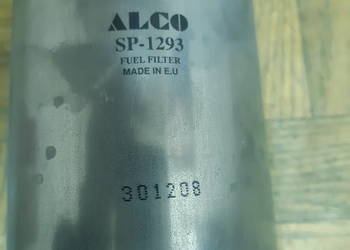 ALCO
SP-1293
FUEL FILTER
MADE IN E.U
301208